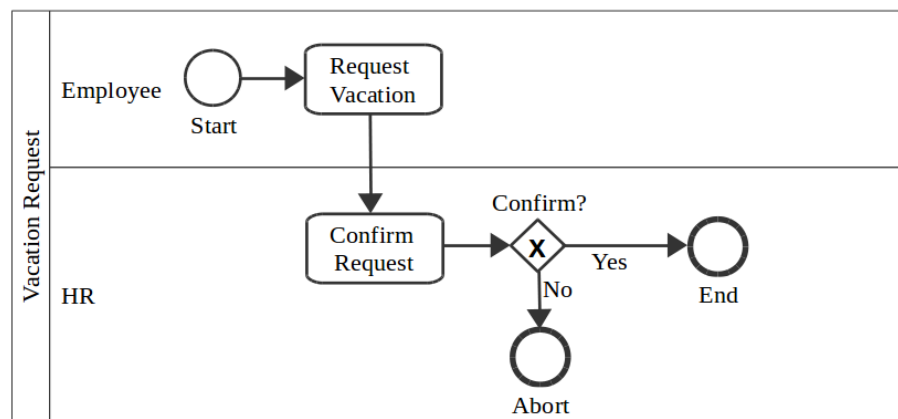 Vacation Request
Employee
Start
Request
Vacation
HR
Confirm
Request
Confirm?
X
Yes
No
End
Abort